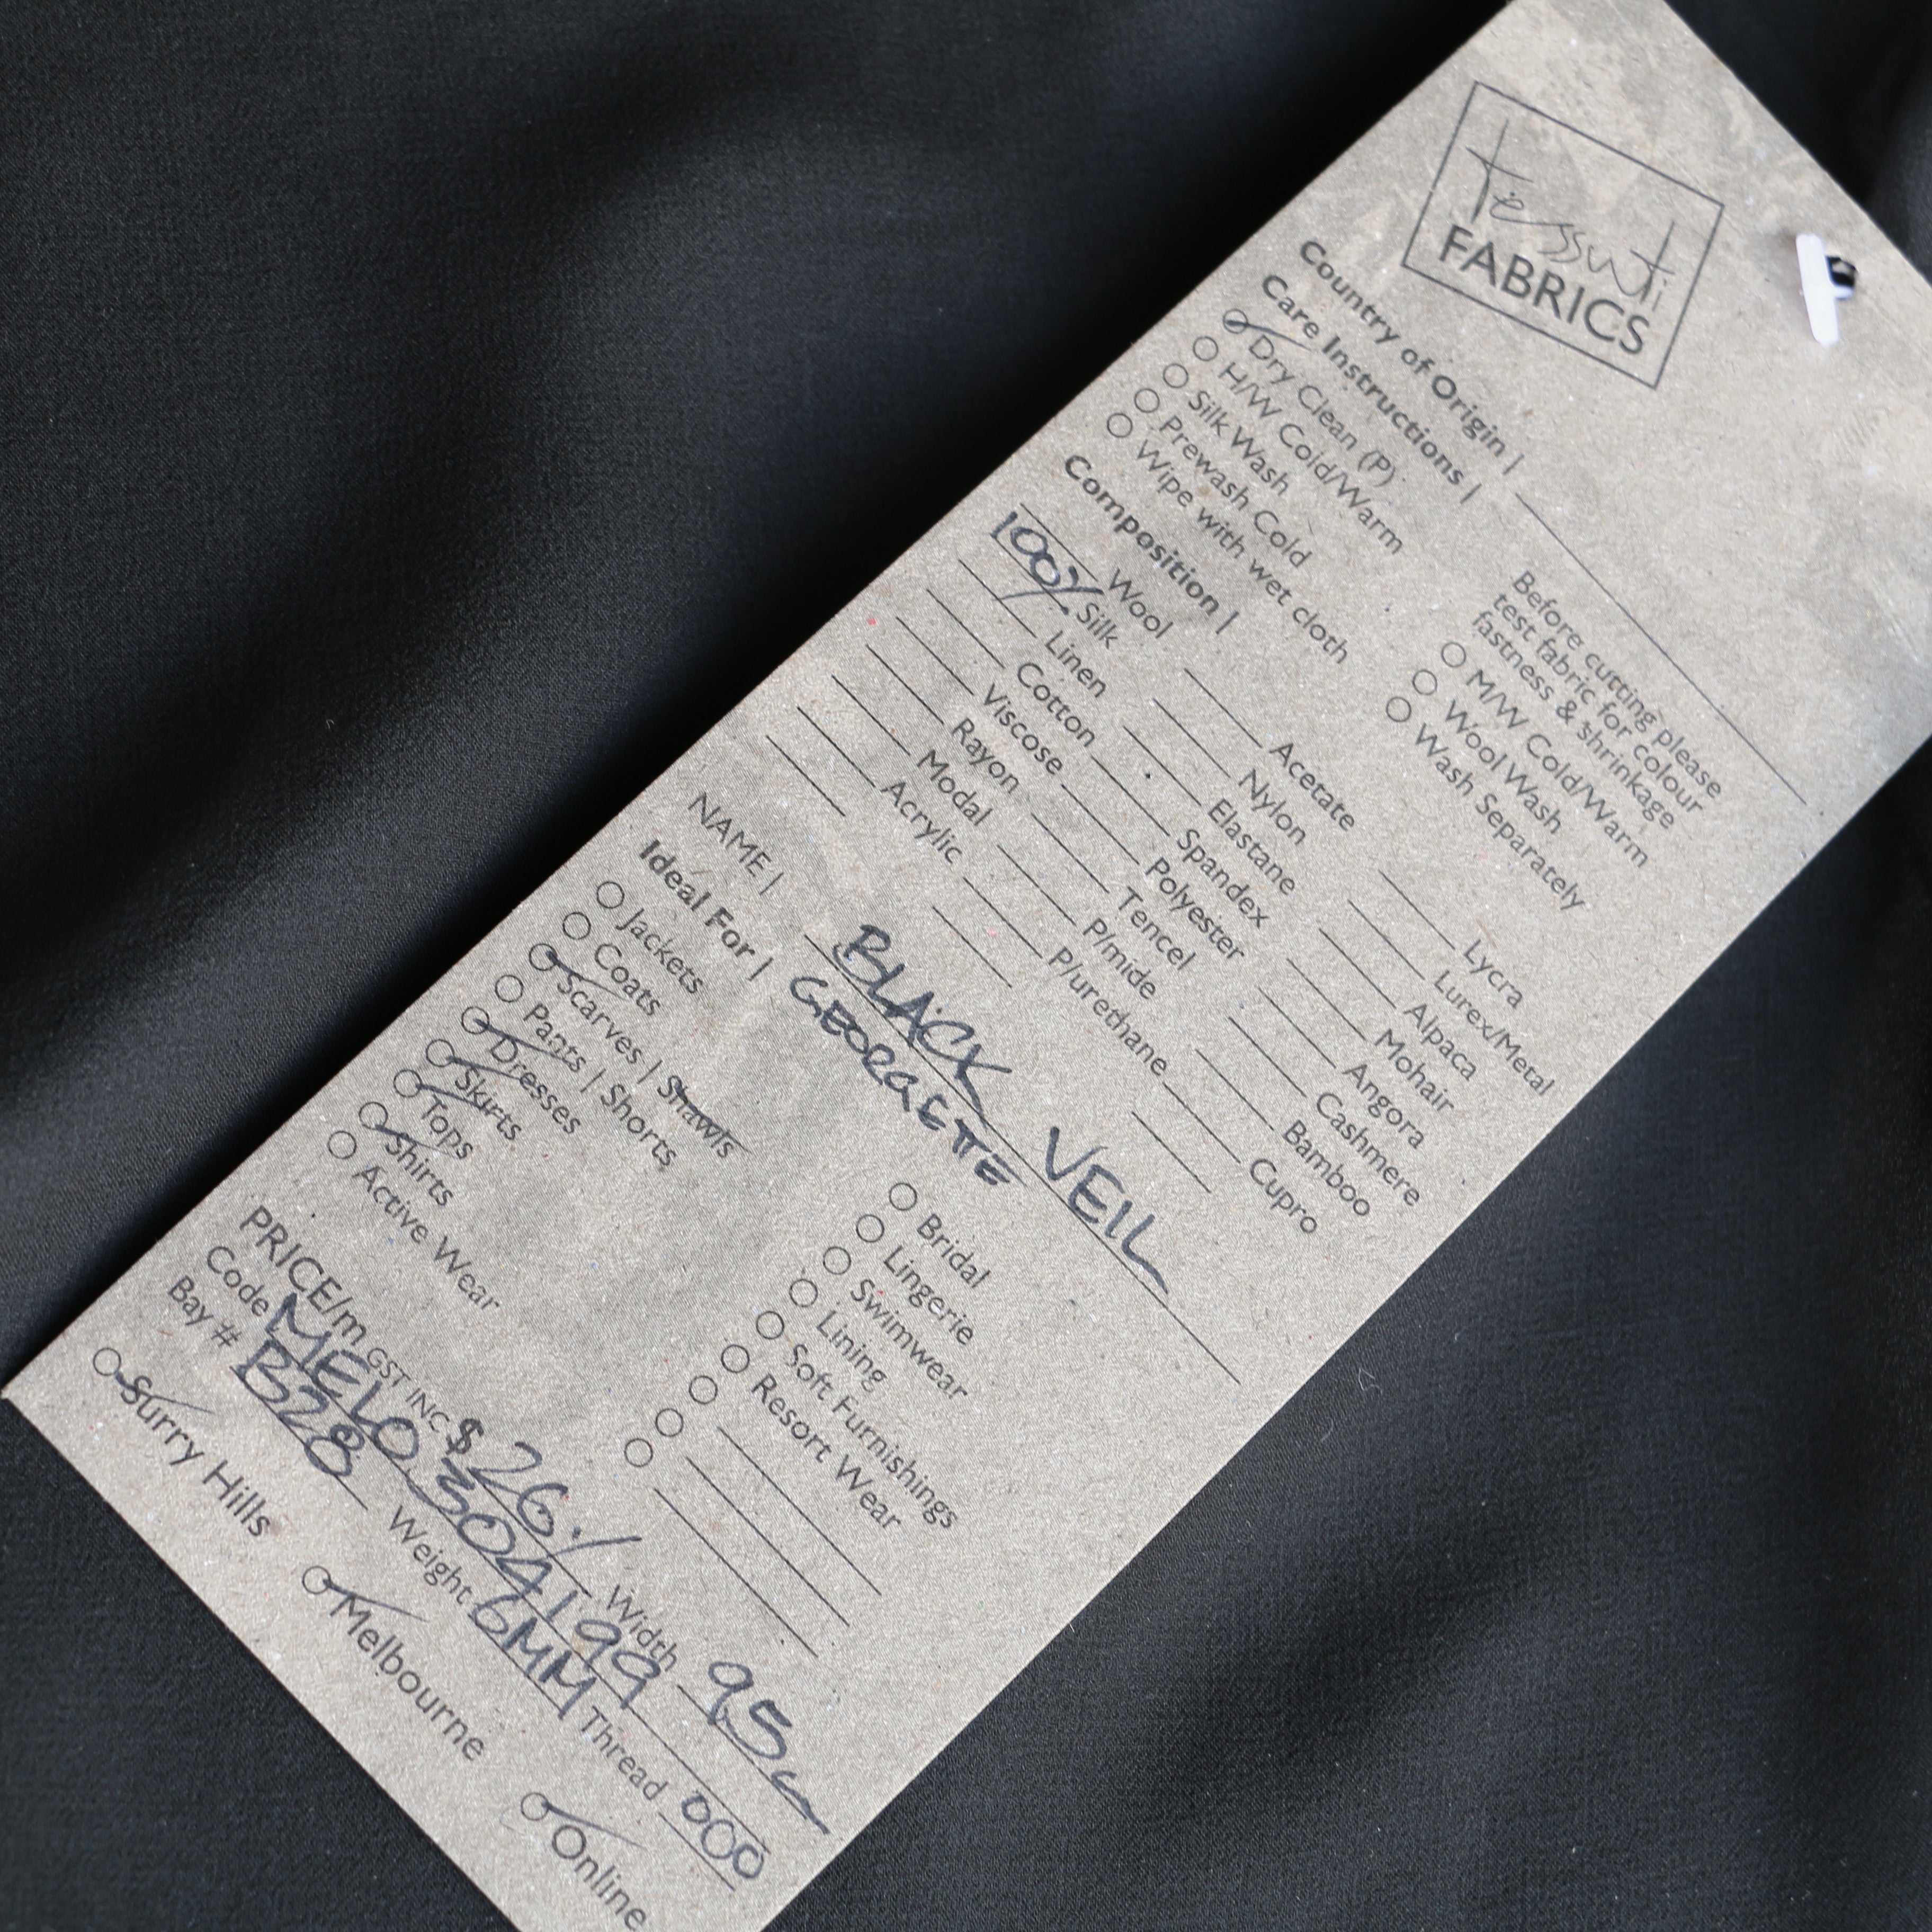 tessuti
FABRICS
Country of Origin |
Care Instructions |
Before cutting please
test fabric for colour
fastness & shrinkage
Dry Clean (P)
H/W Cold/Warm
Silk Wash
Prewash Cold
Wipe with wet cloth
M/W Cold/Warm
Wool Wash
Wash Separately
Composition |
Wool
100% Silk
Linen
Cotton
Viscose
Rayon
Modal
Acrylic
Acetate
Nylon
Elastane
Spandex
Polyester
Tencel
P/mide
P/urethane
Lycra
Lurex/Metal
Alpaca
Mohair
Angora
Cashmere
Bamboo
Cupro
NAME | BLACK VEIL
GEORGETTE
Ideal For |
Jackets
Coats
Scarves | Shawls
Pants | Shorts
Dresses
Skirts
Tops
Shirts
Active Wear
Bridal
Lingerie
Swimwear
Lining
Soft Furnishings
Resort Wear
PRICE/m GST INC $26./ Width 95c
Code MELO.304199
Bay # B28 Weight 6MM Thread 000
Surry Hills Melbourne Online